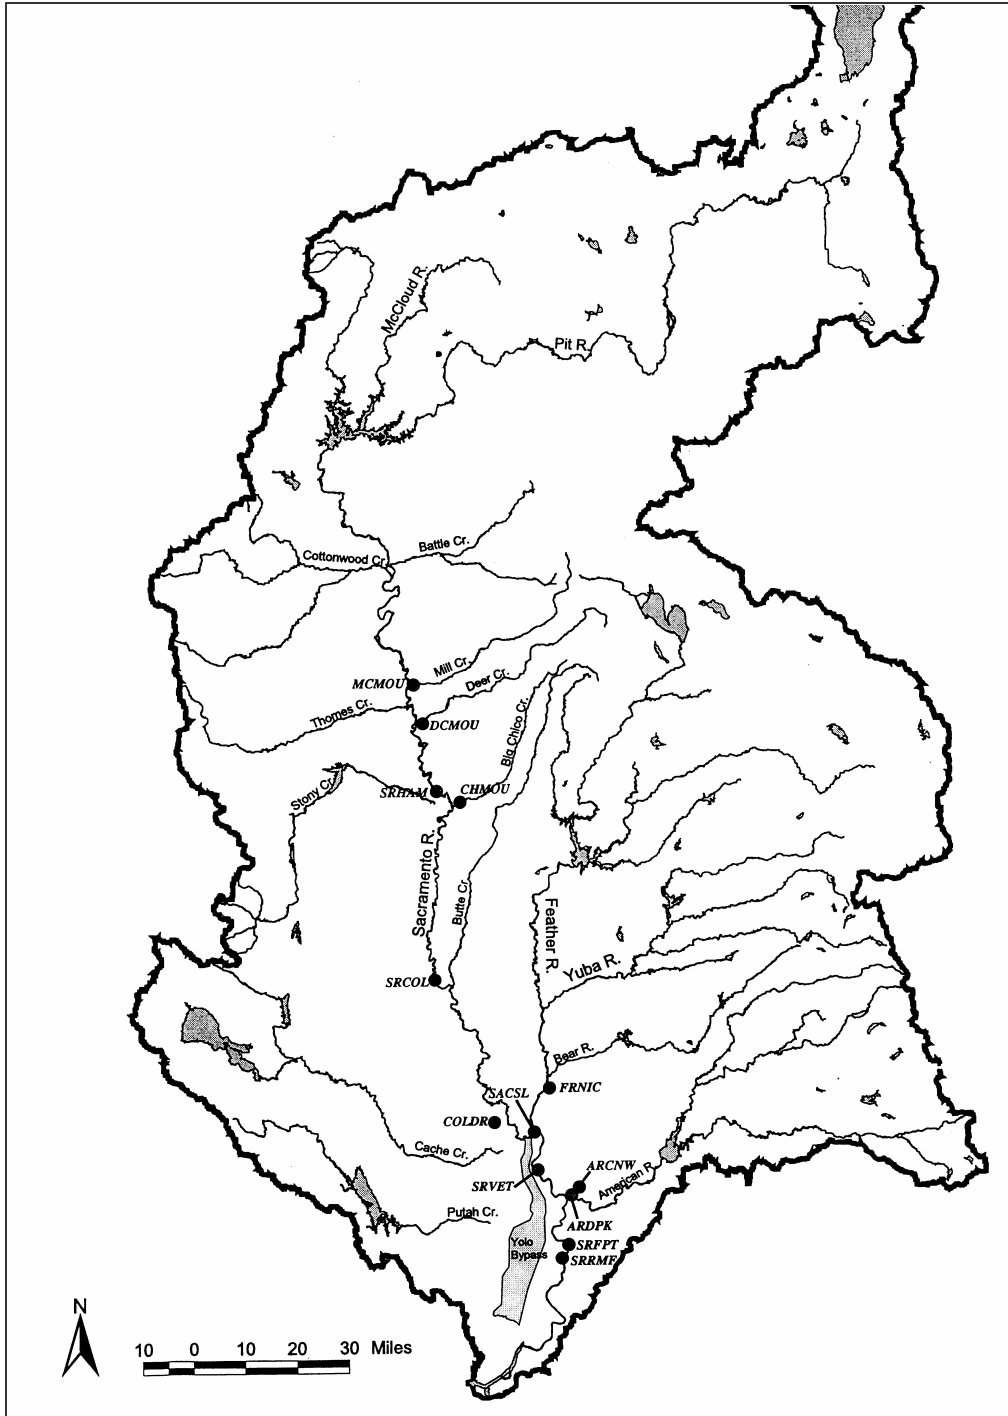 McCloud R.
Pit R.
Battle Cr.
Cottonwood Cr.
Mill Cr.
MCMOU
Deer Cr.
Thomes Cr.
DCMOU
Big Chico Cr.
Stony Cr.
SRHAM
CHMOU
Sacramento R.
Butte Cr.
Feather R.
Yuba R.
SRCOL
Bear R.
FRNIC
SACSL
COLDR
Cache Cr.
ARCNW
SRVET
American R.
Putah Cr.
ARDPK
Yolo
Bypass
SRFPT
SRRMF
N
10 0 10 20 30 Miles